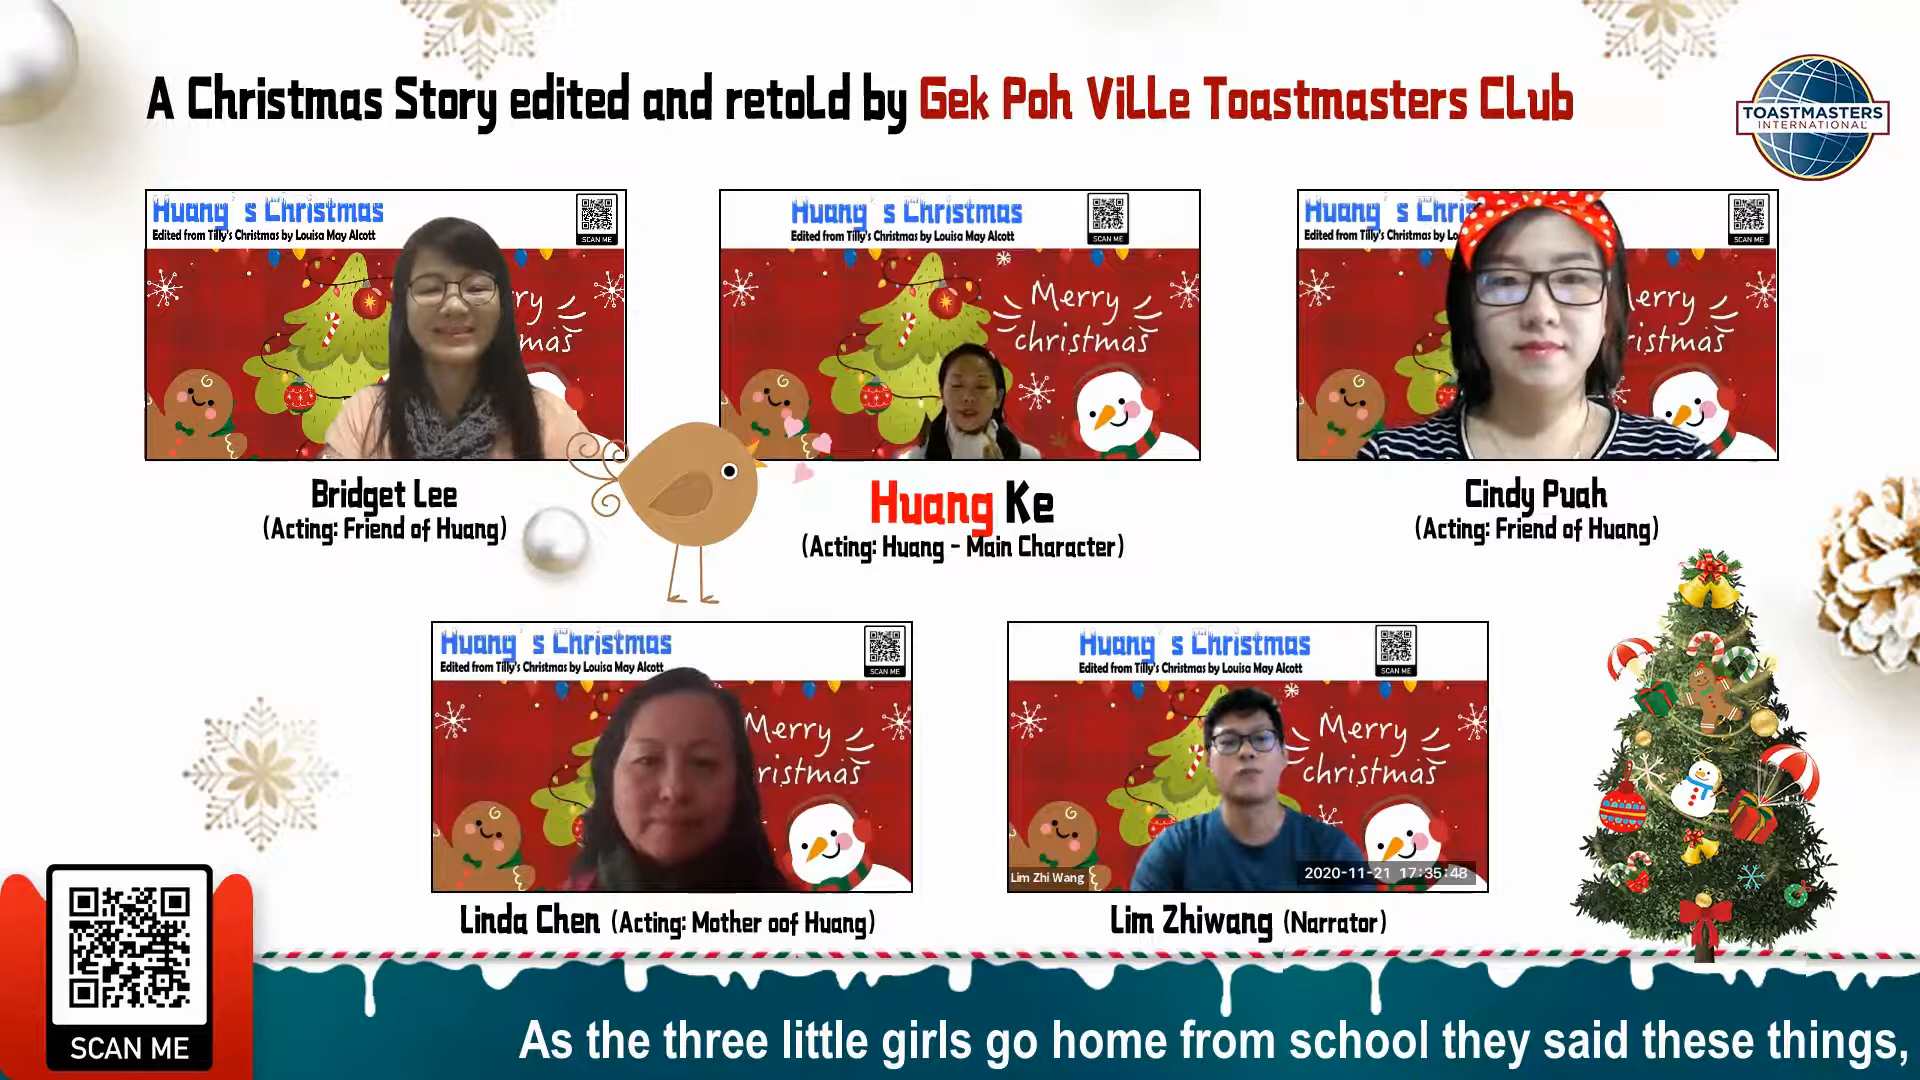 A Christmas Story edited and retold by Gek Poh Ville Toastmasters Club
TOASTMASTERS
INTERNATIONAL
Huang's Christmas
Edited from Tilly's Christmas by Louisa May Alcott
SCAN ME
rry
mas
Huang's Christmas
Edited from Tilly's Christmas by Louisa May Alcott
SCAN ME
Merry
christmas
Huang's Chris
Edited from Tilly's Christmas by Lo
SCAN ME
Merry
ristmas
Bridget Lee
(Acting: Friend of Huang)
Huang Ke
(Acting: Huang - Main Character)
Cindy Puah
(Acting: Friend of Huang)
Huang's Christmas
Edited from Tilly's Christmas by Louisa May Alcott
SCAN ME
Merry
ristmas
Huang's Christmas
Edited from Tilly's Christmas by Louisa May Alcott
SCAN ME
Merry
christmas
Lim Zhi Wang
2020-11-21 17:35:48
Linda Chen (Acting: Mother oof Huang)
Lim Zhiwang (Narrator)
SCAN ME
As the three little girls go home from school they said these things,